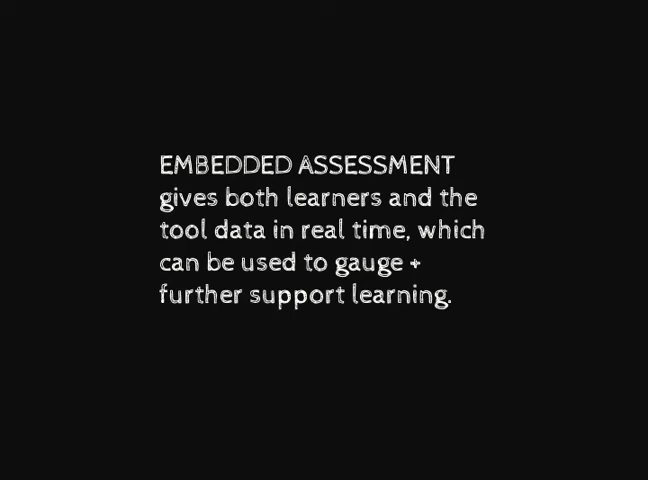 EMBEDDED ASSESSMENT
gives both learners and the
tool data in real time, which
can be used to gauge +
further support learning.